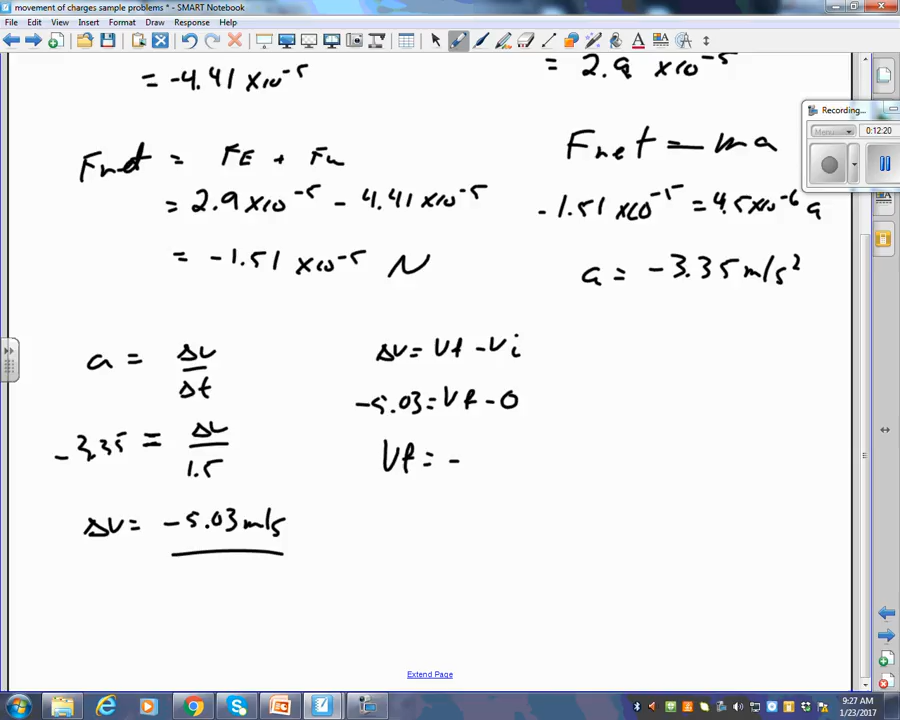 movement of charges sample problems * - SMART Notebook
File Edit View Insert Format Draw Response Help
= -4.41 x10^-5
= 2.9 x10^-5
Fnet = FE + Fw
= 2.9x10^-5 - 4.41x10^-5
= -1.51 x10^-5 N
Fnet = ma
-1.51 x10^-5 = 4.5x10^-6 a
a = -3.35 m/s²
a = Δv/Δt
-3.35 = Δv/1.5
Δv = -5.03 m/s
Δv = Vf - Vi
-5.03 = Vf - 0
Vf = -
Recording...
Menu
0:12:20
Extend Page
9:27 AM
1/23/2017